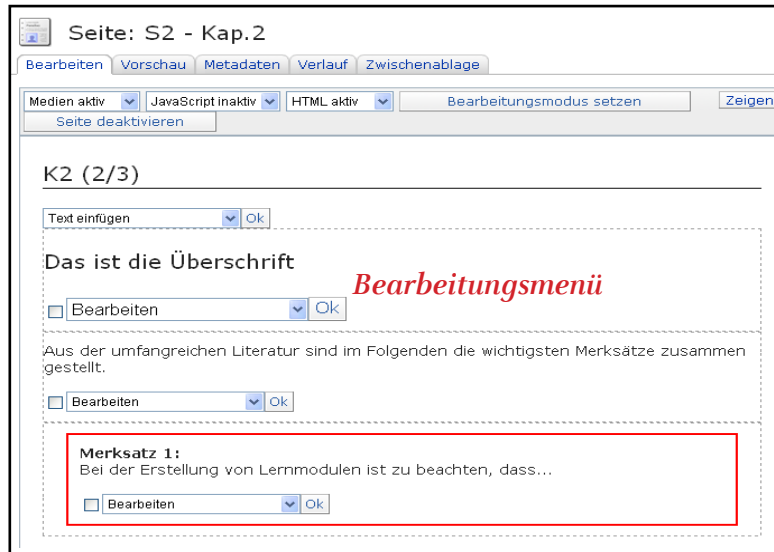 Seite: S2 - Kap.2
Bearbeiten Vorschau Metadaten Verlauf Zwischenablage
Medien aktiv JavaScript inaktiv HTML aktiv Bearbeitungsmodus setzen Zeigen
Seite deaktivieren
K2 (2/3)
Text einfügen Ok
Das ist die Überschrift
Bearbeitungsmenü
Bearbeiten Ok
Aus der umfangreichen Literatur sind im Folgenden die wichtigsten Merksätze zusammen
gestellt.
Bearbeiten Ok
Merksatz 1:
Bei der Erstellung von Lernmodulen ist zu beachten, dass...
Bearbeiten Ok